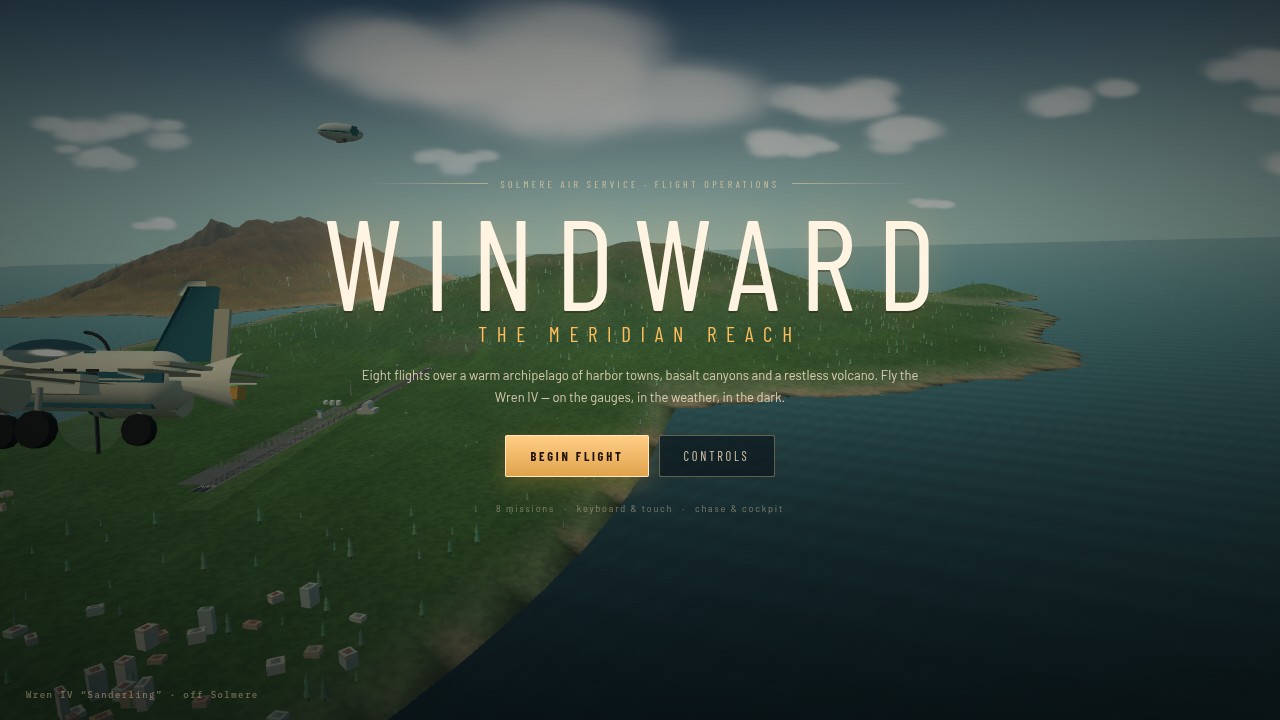 SOLMERE AIR SERVICE · FLIGHT OPERATIONS
WINDWARD
THE MERIDIAN REACH
Eight flights over a warm archipelago of harbor towns, basalt canyons and a restless volcano. Fly the
Wren IV — on the gauges, in the weather, in the dark.
BEGIN FLIGHT
CONTROLS
8 missions · keyboard & touch · chase & cockpit
Wren IV "Sanderling" · off Solmere